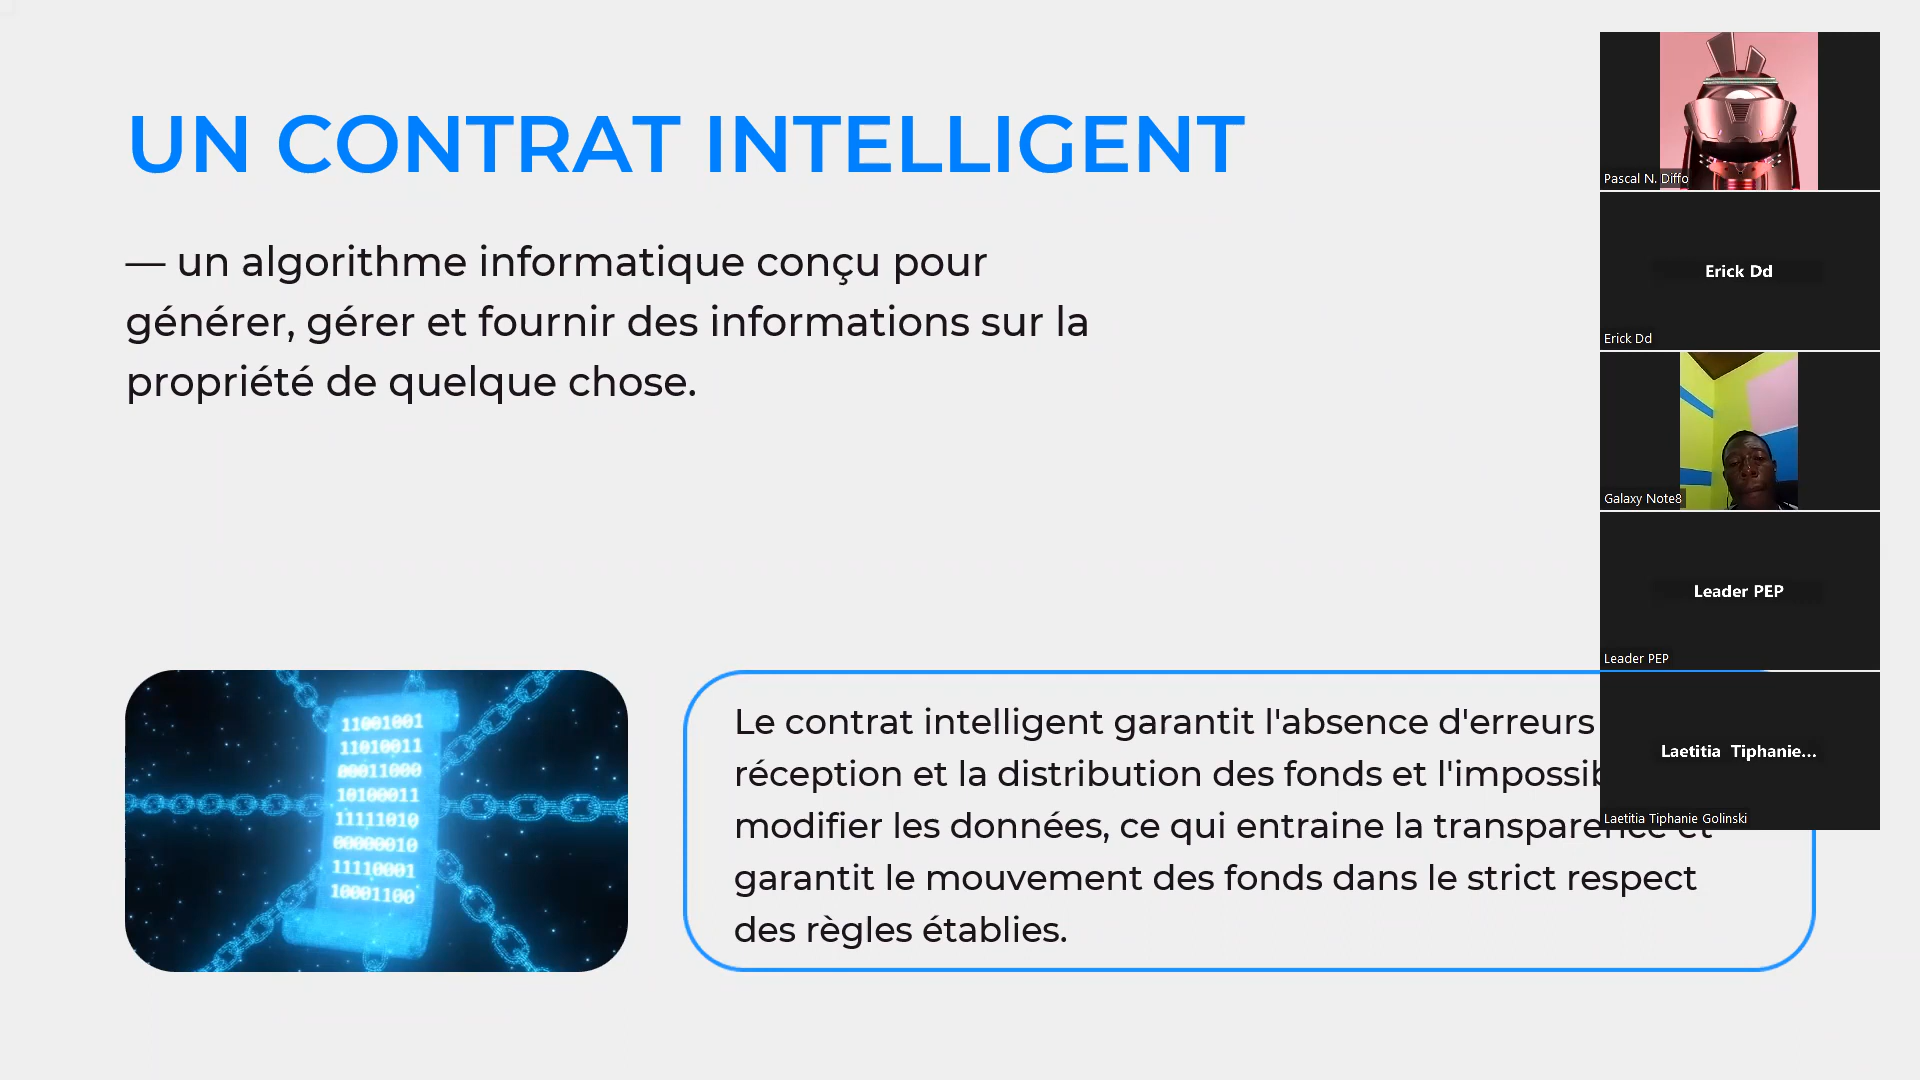 UN CONTRAT INTELLIGENT
— un algorithme informatique conçu pour
générer, gérer et fournir des informations sur la
propriété de quelque chose.
11001001
11010011
00011000
10100011
11111010
00000010
11110001
10001100
Le contrat intelligent garantit l'absence d'erreurs
réception et la distribution des fonds et l'impossib
modifier les données, ce qui entraine la transparence et
garantit le mouvement des fonds dans le strict respect
des règles établies.
Pascal N. Diffo
Erick Dd
Erick Dd
Galaxy Note8
Leader PEP
Leader PEP
Laetitia Tiphanie...
Laetitia Tiphanie Golinski